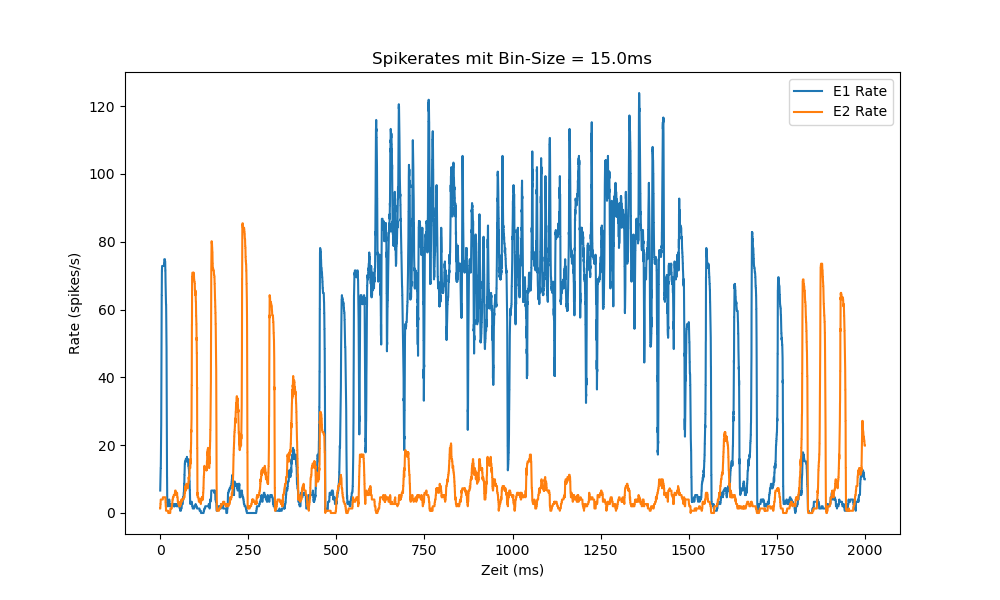 Spikerates mit Bin-Size = 15.0ms
E1 Rate
E2 Rate
Rate (spikes/s)
120
100
80
60
40
20
0
0 250 500 750 1000 1250 1500 1750 2000
Zeit (ms)